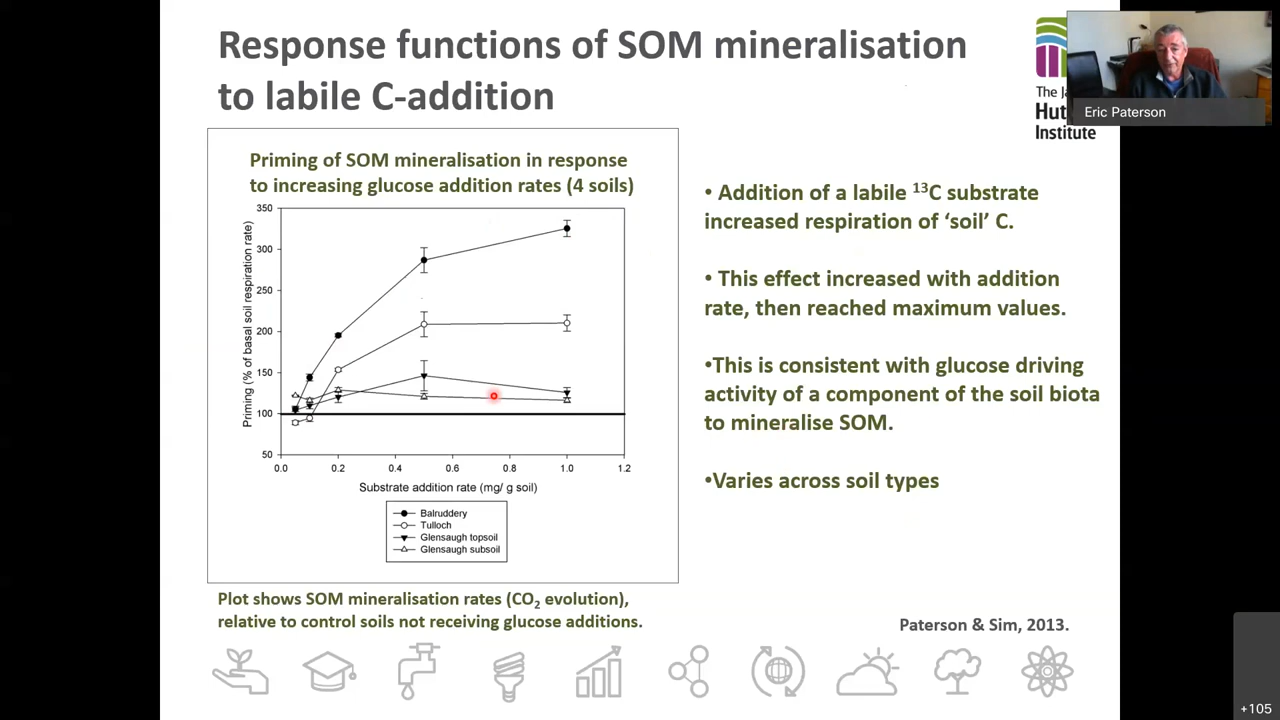 Response functions of SOM mineralisation
to labile C-addition
The Ja
Hut
Institute
Eric Paterson
Priming of SOM mineralisation in response
to increasing glucose addition rates (4 soils)
Priming (% of basal soil respiration rate)
350
300
250
200
150
100
50
0.0 0.2 0.4 0.6 0.8 1.0 1.2
Substrate addition rate (mg/ g soil)
Balruddery
Tulloch
Glensaugh topsoil
Glensaugh subsoil
Plot shows SOM mineralisation rates (CO₂ evolution),
relative to control soils not receiving glucose additions.
• Addition of a labile ¹³C substrate
increased respiration of ‘soil’ C.
• This effect increased with addition
rate, then reached maximum values.
•This is consistent with glucose driving
activity of a component of the soil biota
to mineralise SOM.
•Varies across soil types
Paterson & Sim, 2013.
+105